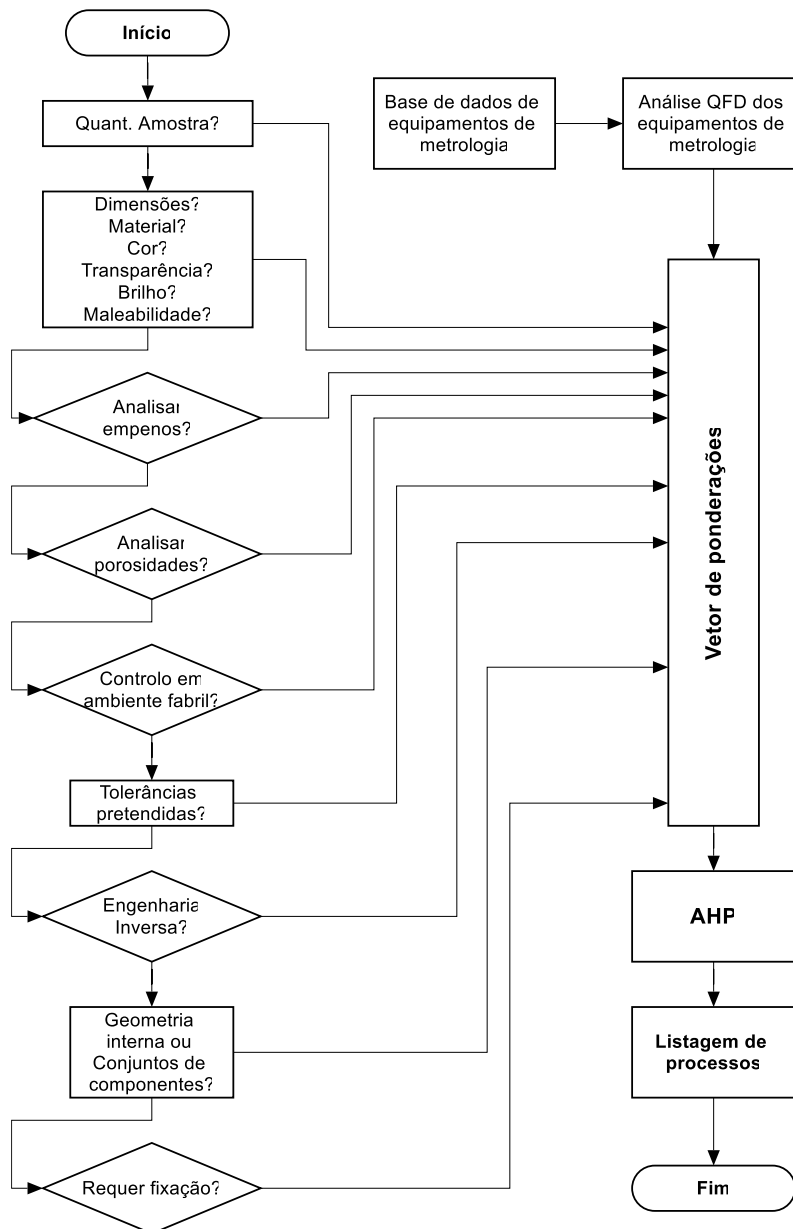 Início
Quant. Amostra?
Dimensões?
Material?
Cor?
Transparência?
Brilho?
Maleabilidade?
Analisar
empenos?
Analisar
porosidades?
Controlo em
ambiente fabril?
Tolerâncias
pretendidas?
Engenharia
Inversa?
Geometria
interna ou
Conjuntos de
componentes?
Requer fixação?
Base de dados de
equipamentos de
metrologia
Análise QFD dos
equipamentos de
metrologia
Vetor de ponderações
AHP
Listagem de
processos
Fim